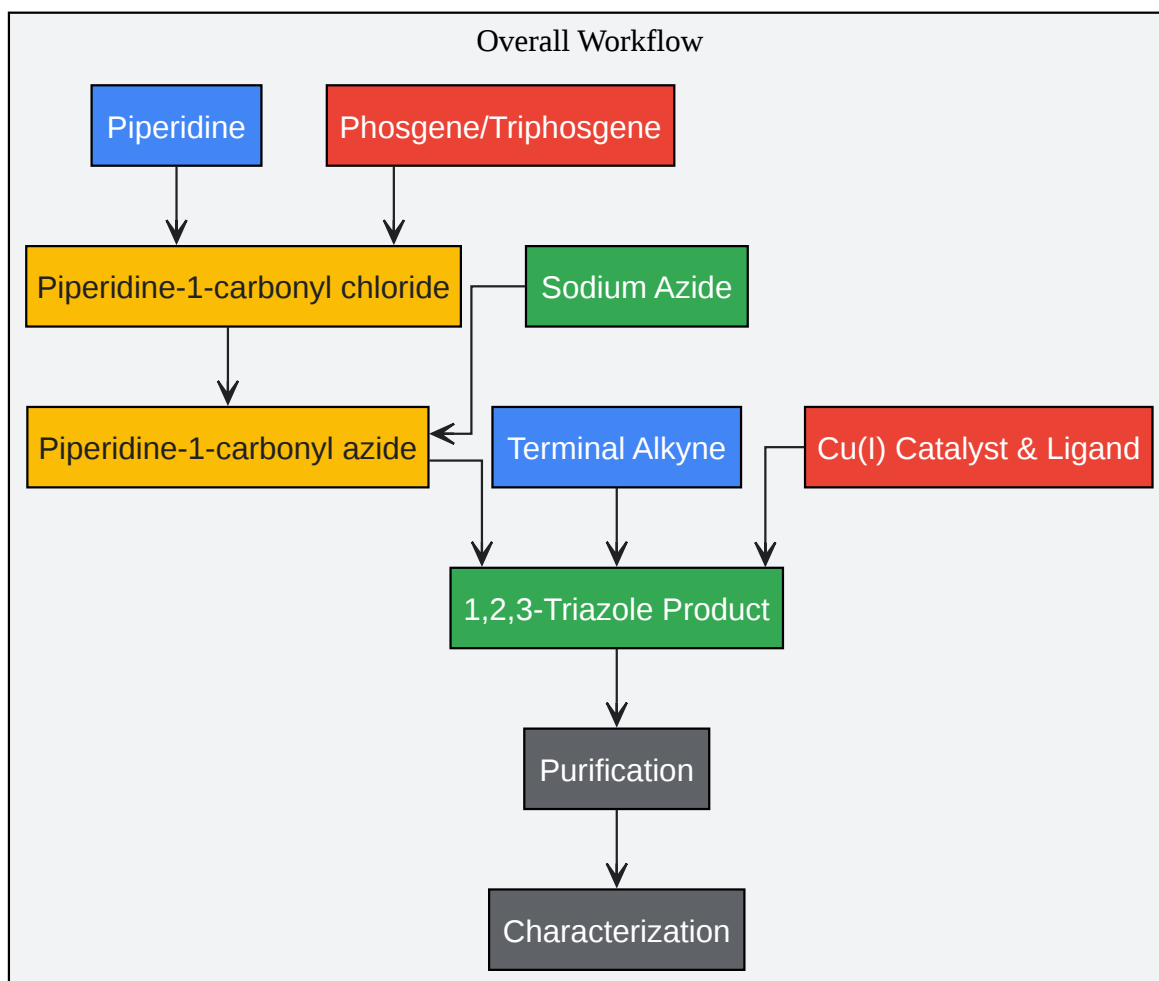 Overall Workflow
Piperidine
Phosgene/Triphosgene
Piperidine-1-carbonyl chloride
Sodium Azide
Piperidine-1-carbonyl azide
Terminal Alkyne
Cu(I) Catalyst & Ligand
1,2,3-Triazole Product
Purification
Characterization